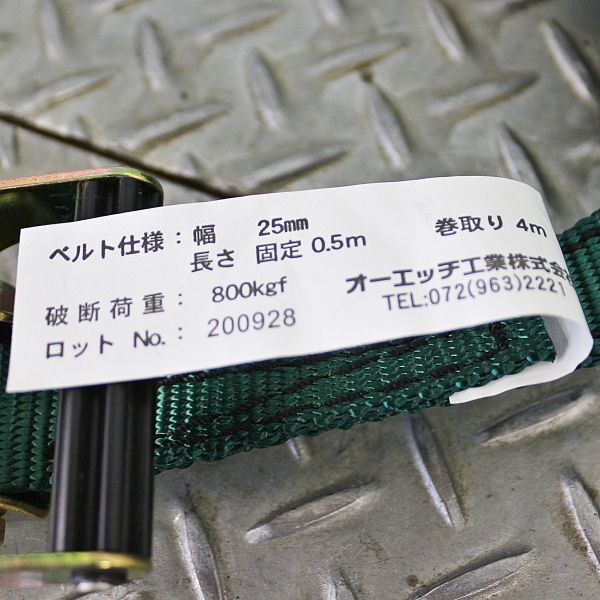 ベルト仕様：幅 25mm
長さ 固定 0.5m 巻取り 4m
破断荷重： 800kgf オーエッチ工業株式会
ロット No.： 200928 TEL:072(963)2221